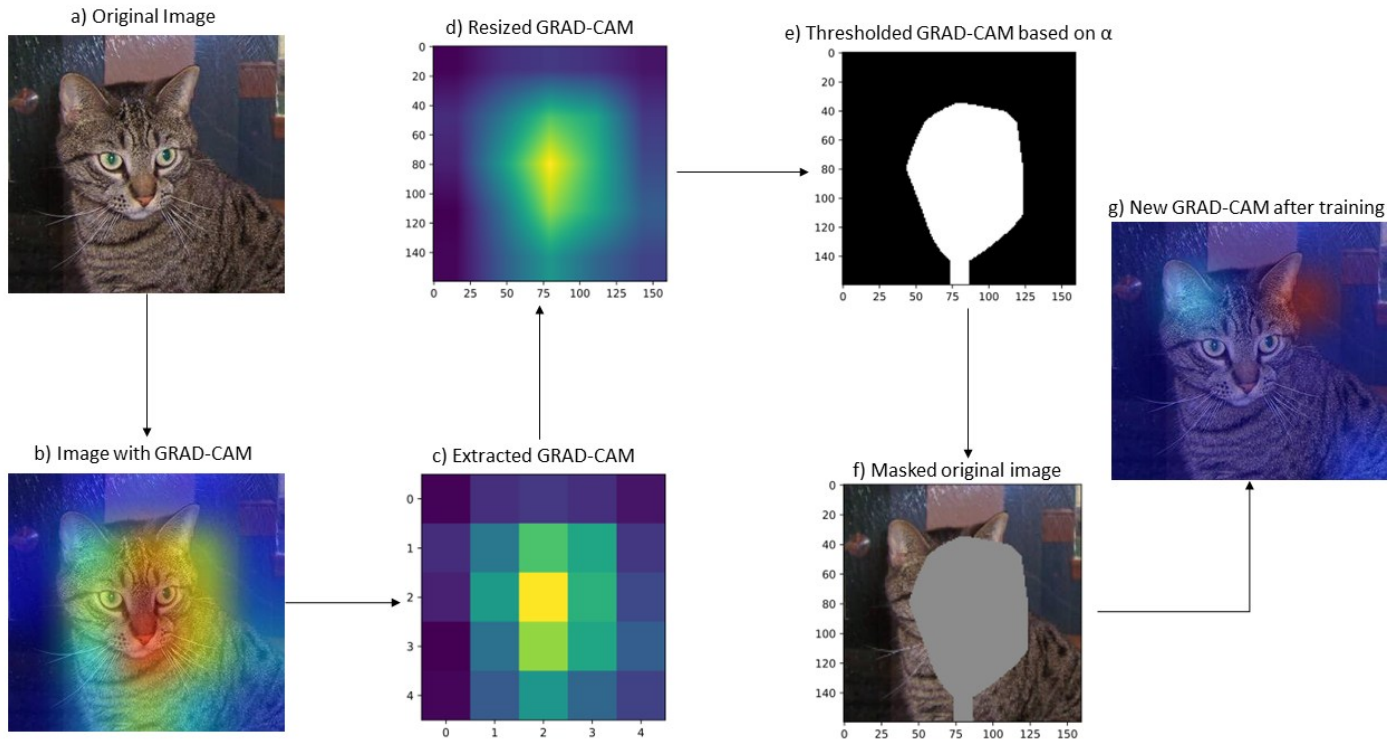 a) Original Image
d) Resized GRAD-CAM
e) Thresholded GRAD-CAM based on α
0
20
40
60
80
100
120
140
0 25 50 75 100 125 150
0
20
40
60
80
100
120
140
0 25 50 75 100 125 150
g) New GRAD-CAM after training
b) Image with GRAD-CAM
c) Extracted GRAD-CAM
0
1
2
3
4
0 1 2 3 4
f) Masked original image
0
20
40
60
80
100
120
140
0 25 50 75 100 125 150